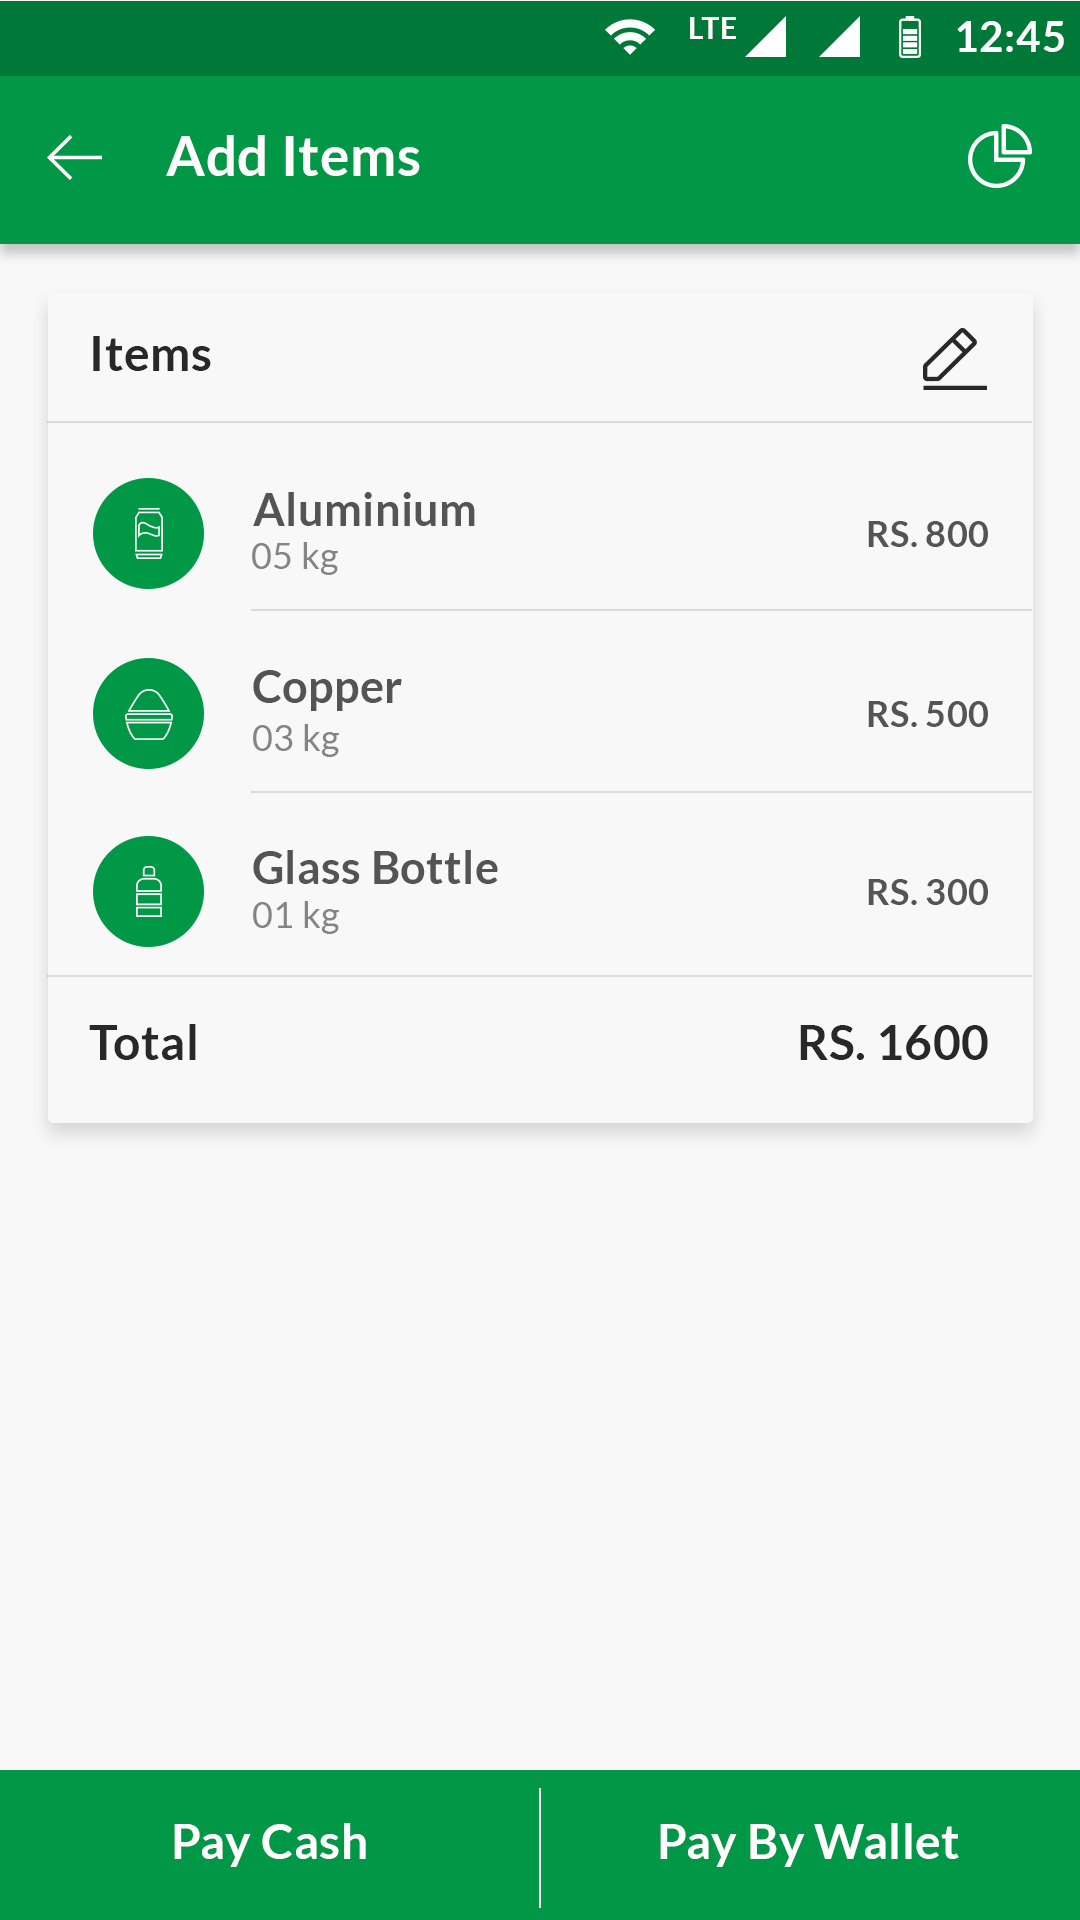 LTE 12:45
Add Items
Items
Aluminium
05 kg
RS. 800
Copper
03 kg
RS. 500
Glass Bottle
01 kg
RS. 300
Total RS. 1600
Pay Cash Pay By Wallet